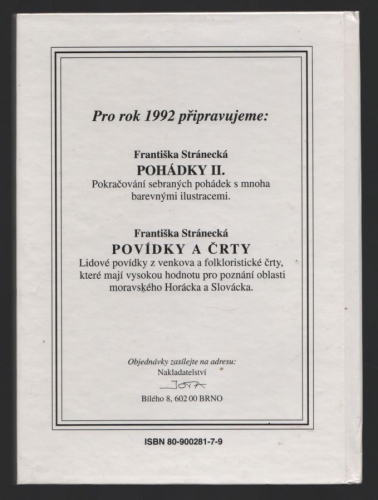 Pro rok 1992 připravujeme:
Františka Stránecká
POHÁDKY II.
Pokračování sebraných pohádek s mnoha
barevnými ilustracemi.
Františka Stránecká
POVÍDKY A ČRTY
Lidové povídky z venkova a folkloristické črty,
které mají vysokou hodnotu pro poznání oblasti
moravského Horácka a Slovácka.
Objednávky zasílejte na adresu:
Nakladatelství
JOTA
Bílého 8, 602 00 BRNO
ISBN 80-900281-7-9